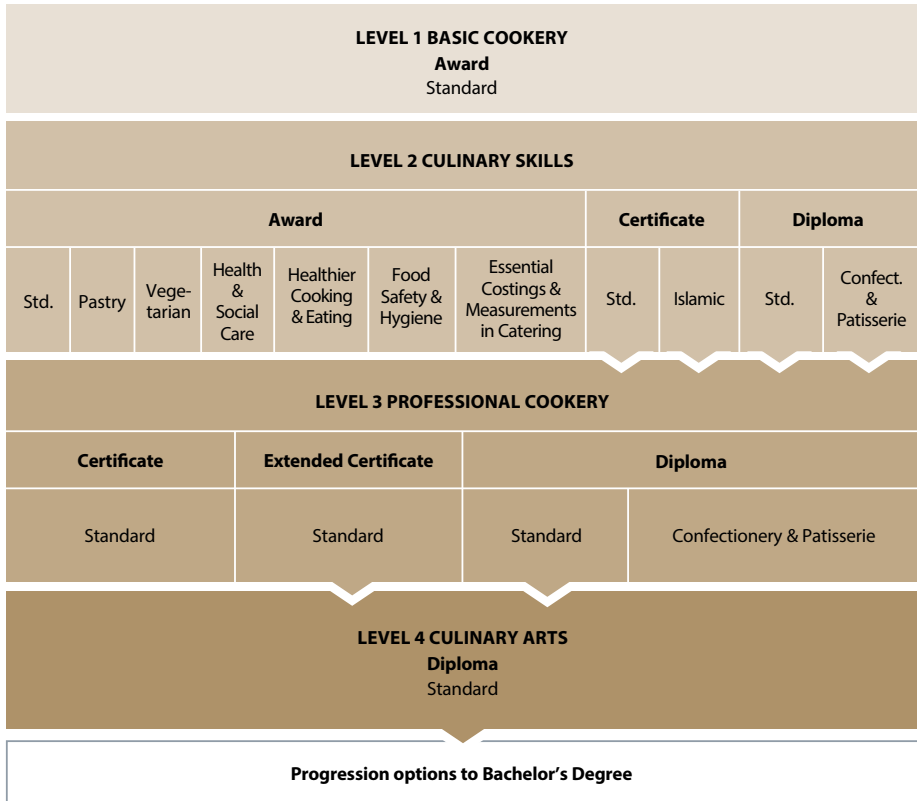 LEVEL 1 BASIC COOKERY
Award
Standard
LEVEL 2 CULINARY SKILLS
Award
Certificate
Diploma
Std.
Pastry
Vege-
tarian
Health
&
Social
Care
Healthier
Cooking
& Eating
Food
Safety &
Hygiene
Essential
Costings &
Measurements
in Catering
Std.
Islamic
Std.
Confect.
&
Patisserie
LEVEL 3 PROFESSIONAL COOKERY
Certificate
Extended Certificate
Diploma
Standard
Standard
Standard
Confectionery & Patisserie
LEVEL 4 CULINARY ARTS
Diploma
Standard
Progression options to Bachelor's Degree